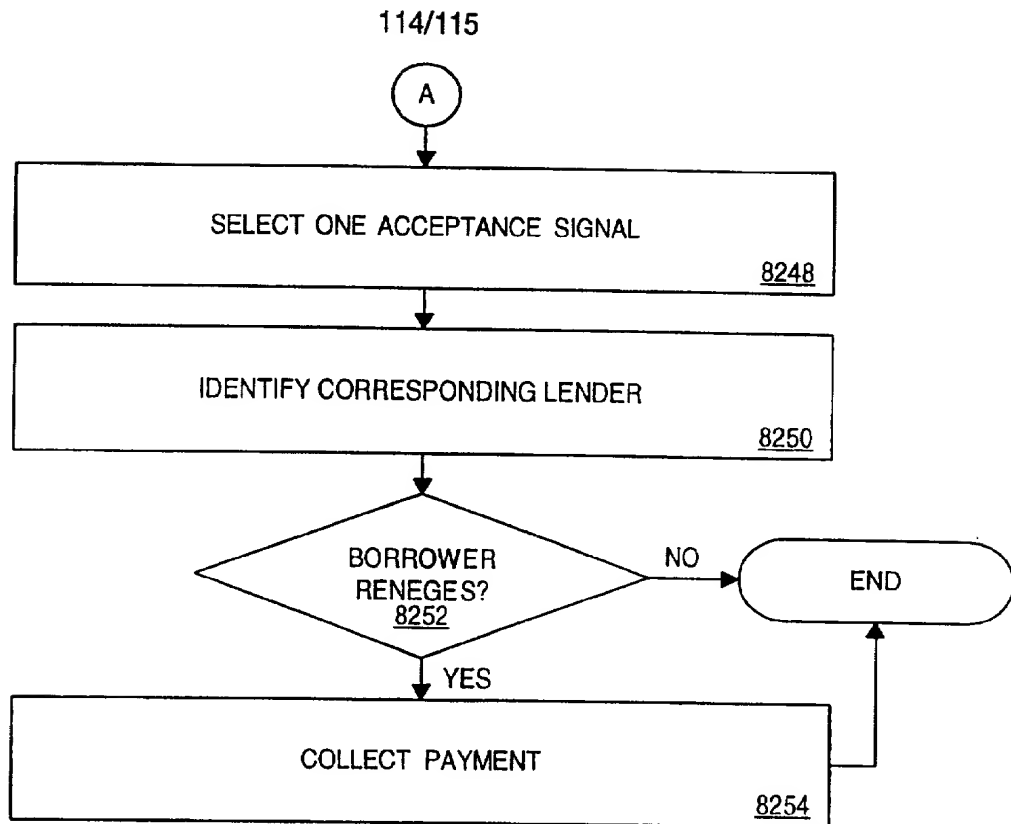 114/115
A
SELECT ONE ACCEPTANCE SIGNAL
8248
IDENTIFY CORRESPONDING LENDER
8250
BORROWER
RENEGES?
8252
NO
END
YES
COLLECT PAYMENT
8254